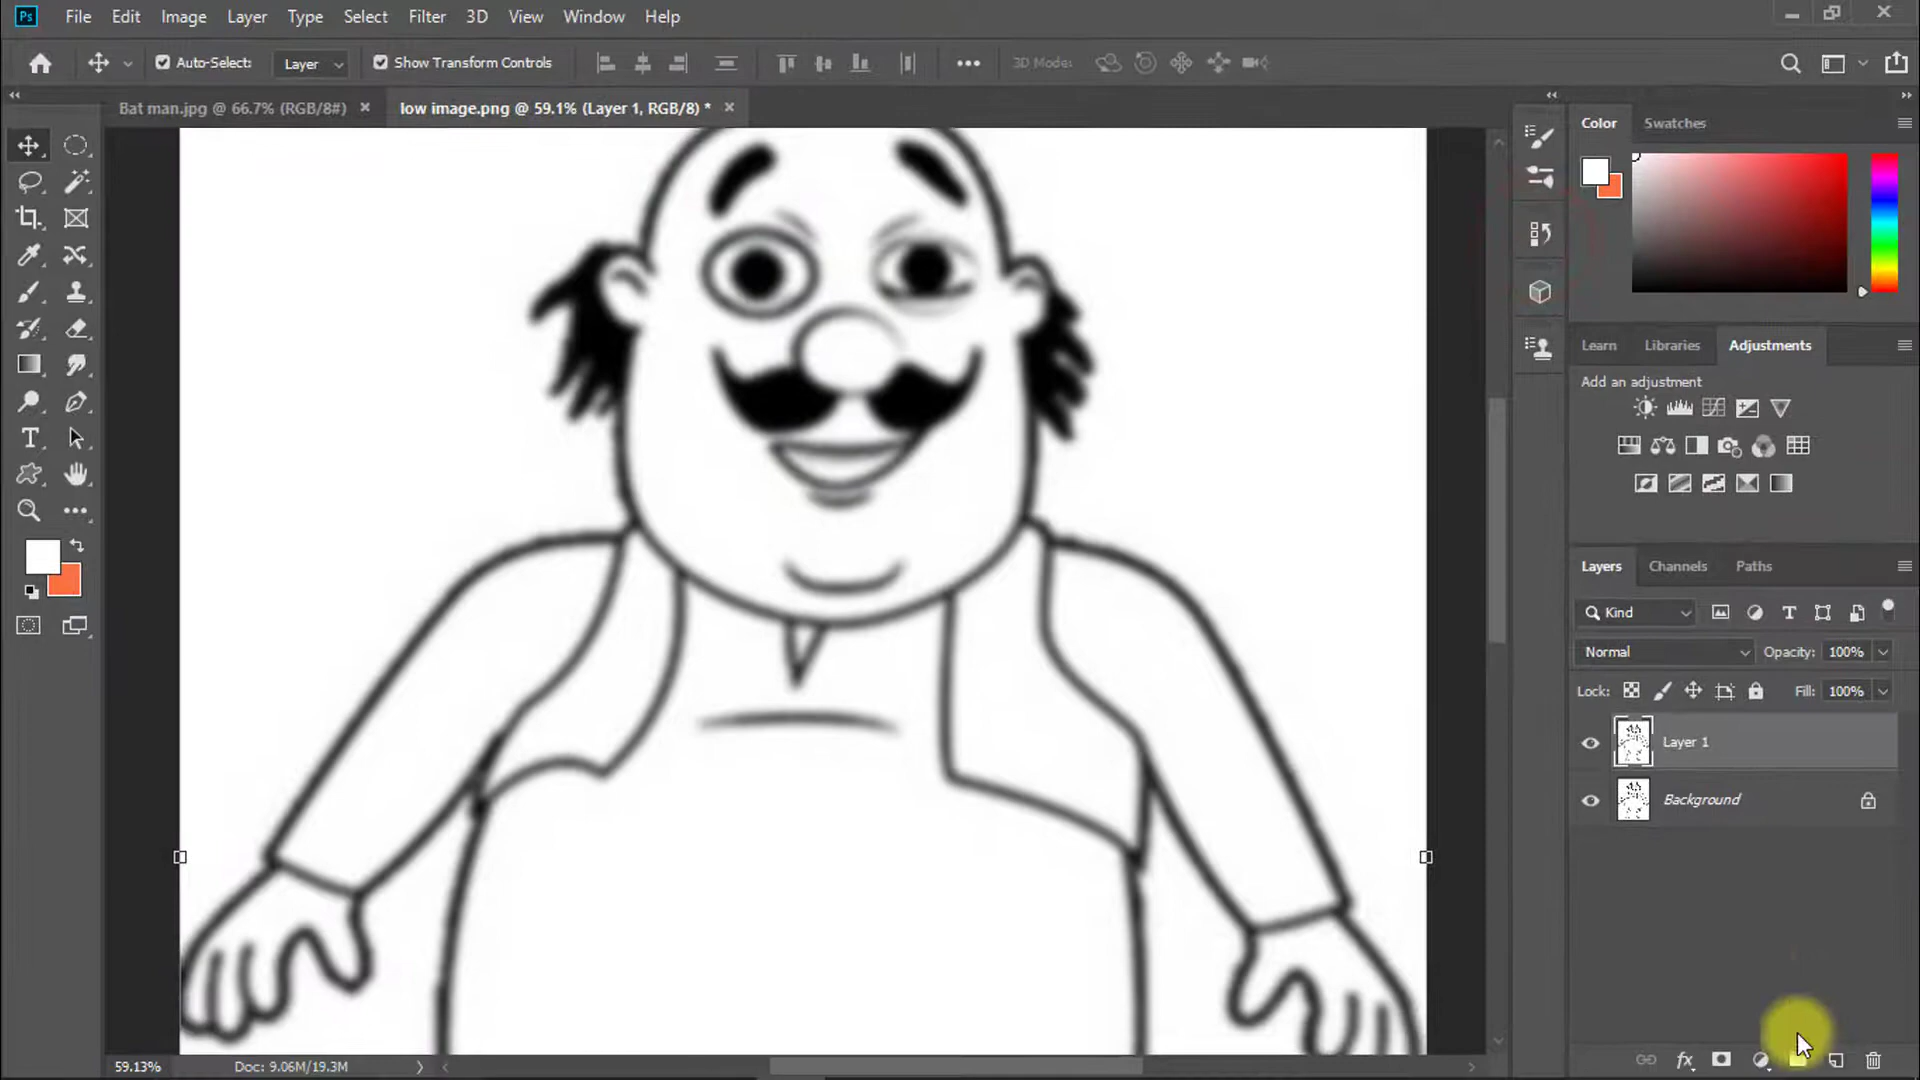 Ps File Edit Image Layer Type Select Filter 3D View Window Help
Auto-Select: Layer Show Transform Controls 3D Mode:
Bat man.jpg @ 66.7% (RGB/8#) × low image.png @ 59.1% (Layer 1, RGB/8) * ×
Color Swatches
Learn Libraries Adjustments
Add an adjustment
Layers Channels Paths
Kind
Normal Opacity: 100%
Lock: Fill: 100%
Layer 1
Background
59.13% Doc: 9.06M/19.3M